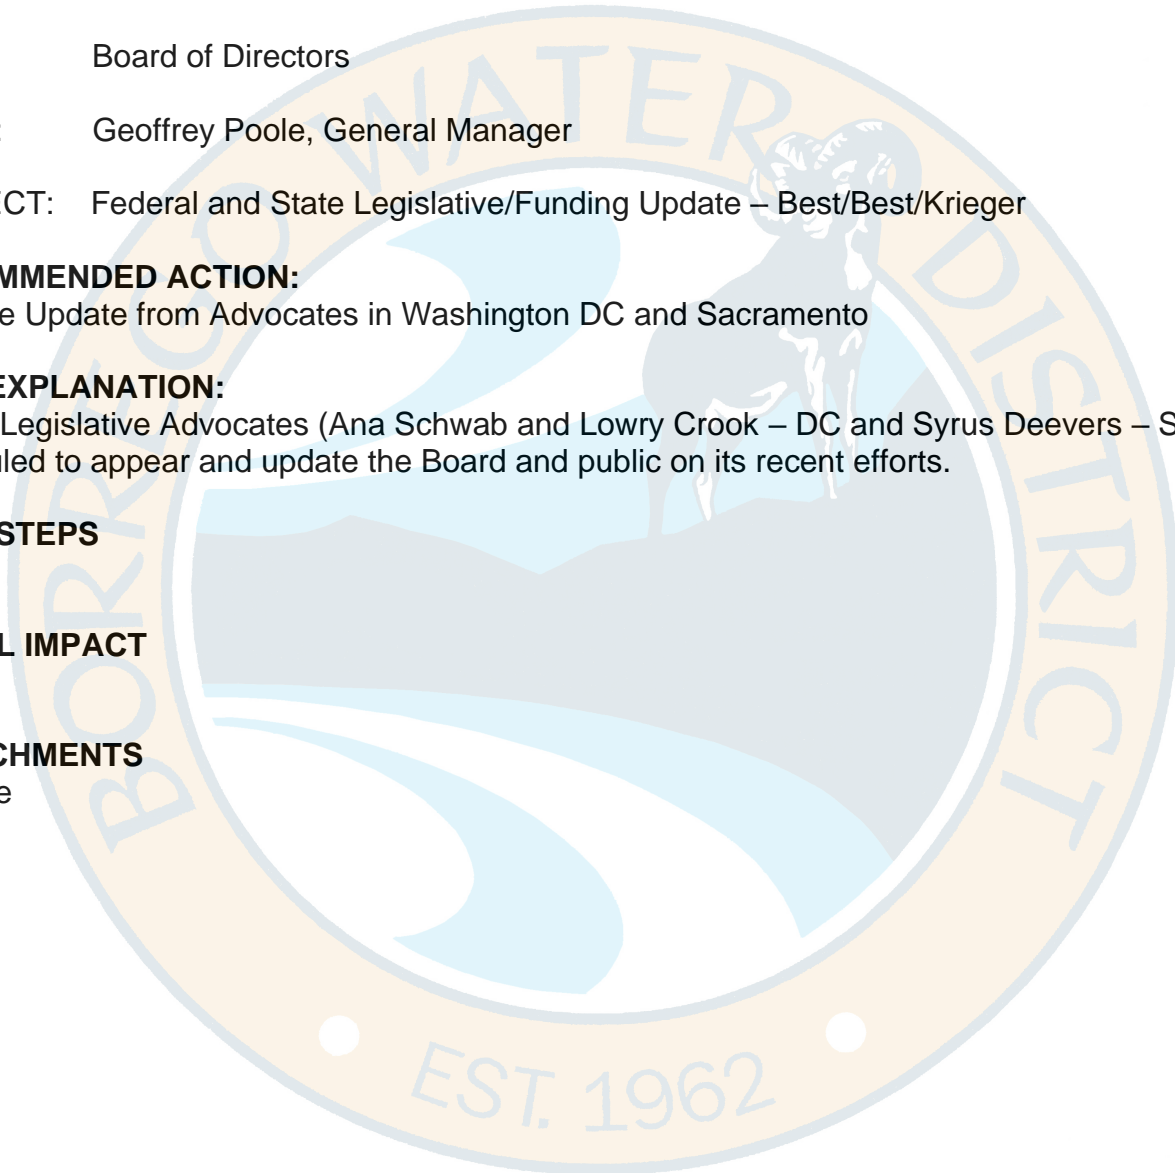 Board of Directors
: Geoffrey Poole, General Manager
ECT: Federal and State Legislative/Funding Update – Best/Best/Krieger
MMENDED ACTION:
e Update from Advocates in Washington DC and Sacramento
EXPLANATION:
Legislative Advocates (Ana Schwab and Lowry Crook – DC and Syrus Deevers – S
uled to appear and update the Board and public on its recent efforts.
STEPS
L IMPACT
CHMENTS
e
BORREGO WATER DISTRICT
EST. 1962